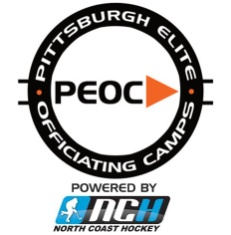 PITTSBURGH ELITE
PEOC
OFFICIATING CAMPS
POWERED BY
NCH
NORTH COAST HOCKEY